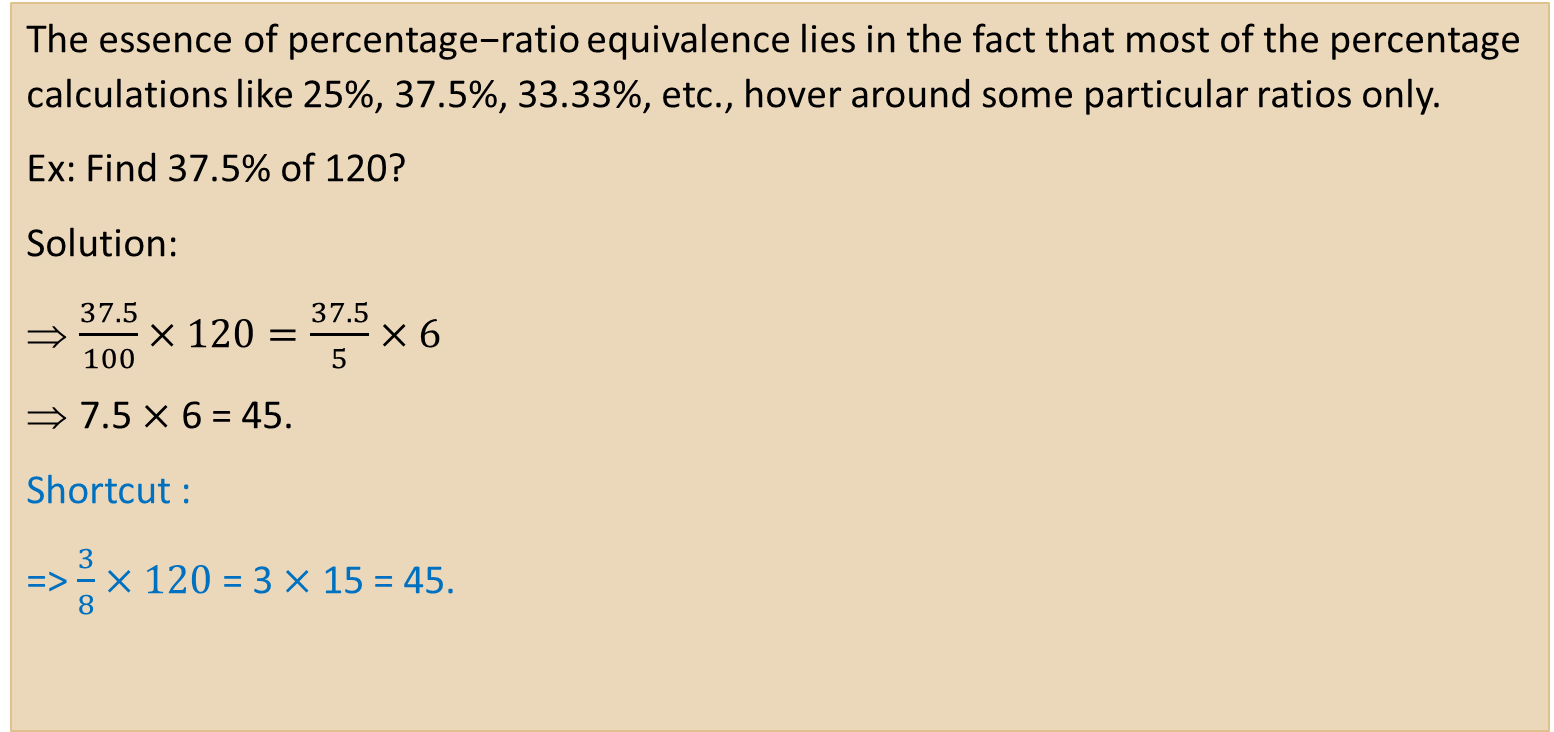 The essence of percentage–ratio equivalence lies in the fact that most of the percentage
calculations like 25%, 37.5%, 33.33%, etc., hover around some particular ratios only.
Ex: Find 37.5% of 120?
Solution:
⇒ 37.5/100 × 120 = 37.5/5 × 6
⇒ 7.5 × 6 = 45.
Shortcut :
=> 3/8 × 120 = 3 × 15 = 45.